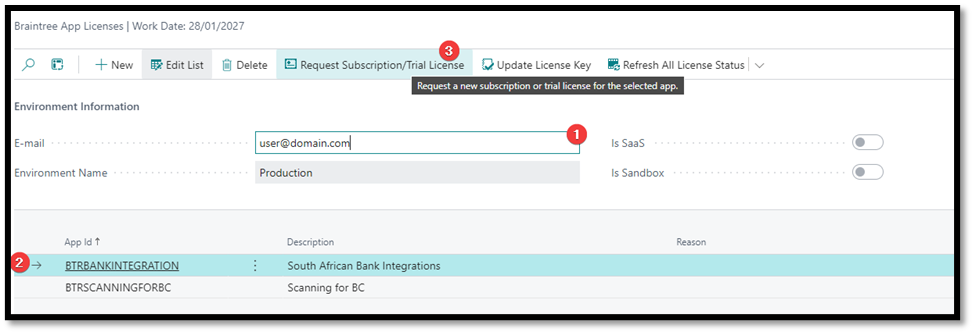 Braintree App Licenses | Work Date: 28/01/2027
3
New Edit List Delete Request Subscription/Trial License Update License Key Refresh All License Status
Request a new subscription or trial license for the selected app.
Environment Information
E-mail user@domain.com 1 Is SaaS
Environment Name Production Is Sandbox
App Id ↑ Description Reason
2 → BTRBANKINTEGRATION South African Bank Integrations
BTRSCANNINGFORBC Scanning for BC